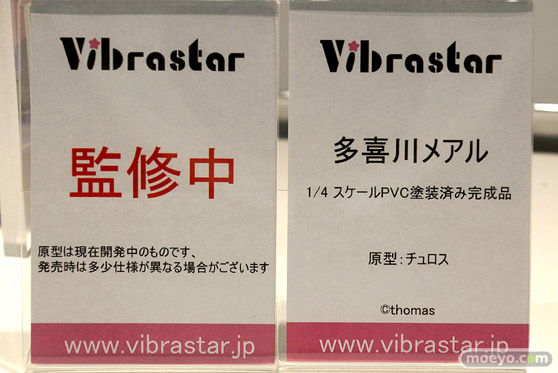 Vibrastar
監修中
原型は現在開発中のものです、
発売時は多少仕様が異なる場合がございます
www.vibrastar.jp
Vibrastar
多喜川メアル
1/4 スケールPVC塗装済み完成品
原型：チュロス
©thomas
www.vibrastar.jp
moeyo.com